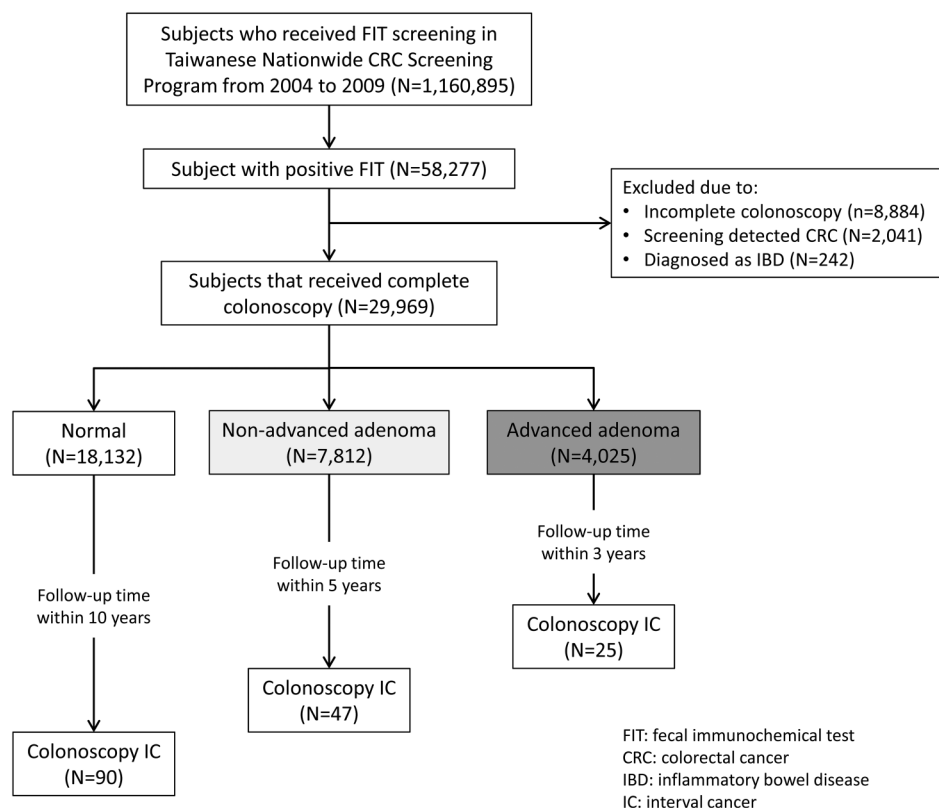 Subjects who received FIT screening in
Taiwanese Nationwide CRC Screening
Program from 2004 to 2009 (N=1,160,895)
Subject with positive FIT (N=58,277)
Excluded due to:
• Incomplete colonoscopy (n=8,884)
• Screening detected CRC (N=2,041)
• Diagnosed as IBD (N=242)
Subjects that received complete
colonoscopy (N=29,969)
Normal
(N=18,132)
Non-advanced adenoma
(N=7,812)
Advanced adenoma
(N=4,025)
Follow-up time
within 10 years
Follow-up time
within 5 years
Follow-up time
within 3 years
Colonoscopy IC
(N=90)
Colonoscopy IC
(N=47)
Colonoscopy IC
(N=25)
FIT: fecal immunochemical test
CRC: colorectal cancer
IBD: inflammatory bowel disease
IC: interval cancer